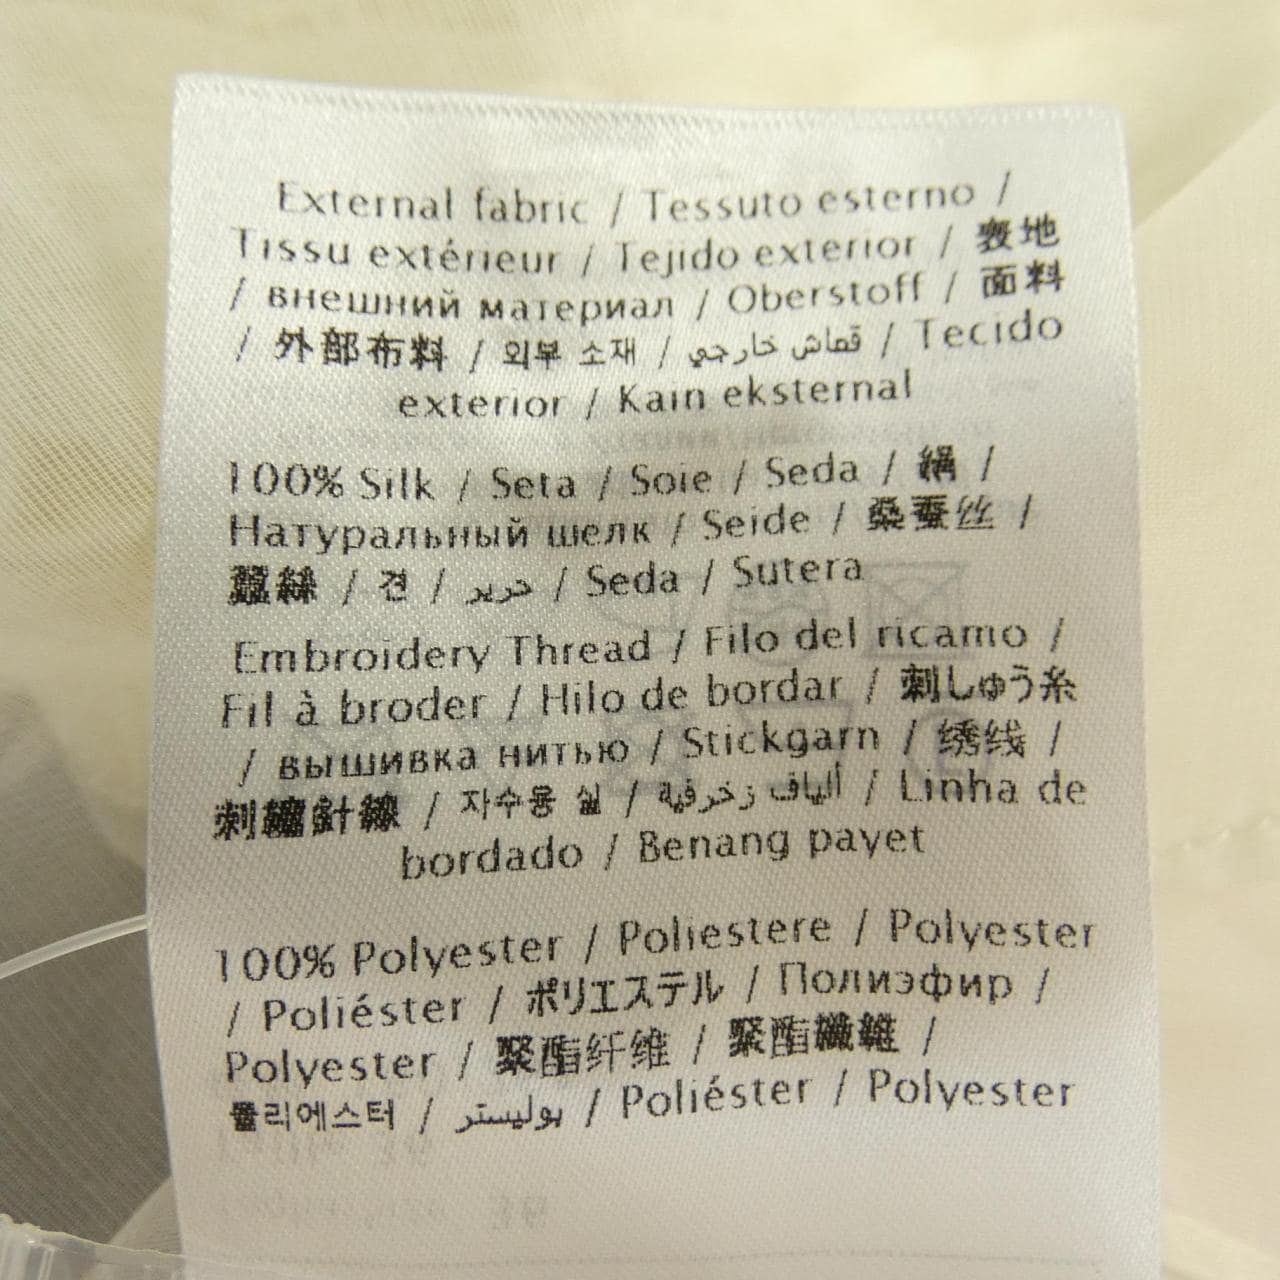 External fabric / Tessuto esterno /
Tissu extérieur / Tejido exterior / 表地
/ внешний материал / Oberstoff / 面料
/ 外部布料 / 외부 소재 / قماش خارجي / Tecido
exterior / Kain eksternal
100% Silk / Seta / Soie / Seda / 絹 /
Натуральный шелк / Seide / 桑蚕丝 /
蠶絲 / 견 / حرير / Seda / Sutera
Embroidery Thread / Filo del ricamo /
Fil à broder / Hilo de bordar / 刺しゅう糸
/ вышивка нитью / Stickgarn / 绣线 /
刺繡針線 / 자수용 실 / ألياف زخرفية / Linha de
bordado / Benang payet
100% Polyester / Poliestere / Polyester
/ Poliéster / ポリエステル / Полиэфир /
Polyester / 聚酯纤维 / 聚酯纖維 /
폴리에스터 / بوليستر / Poliéster / Polyester